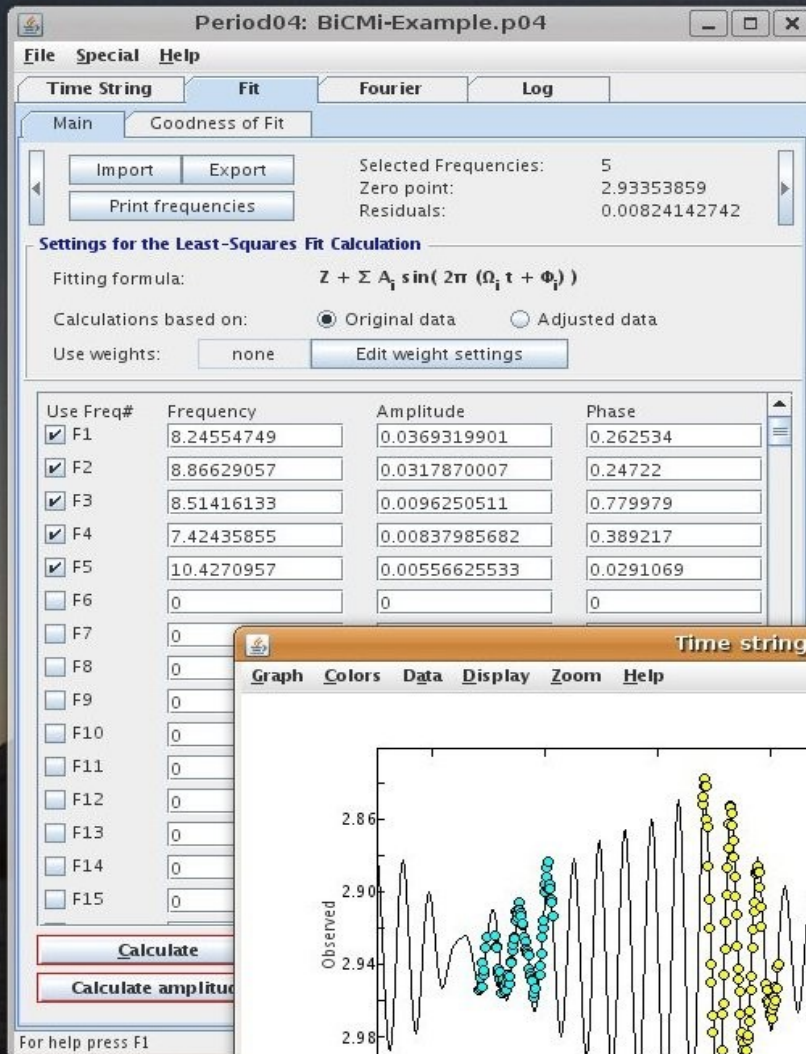 Period04: BiCMi-Example.p04
File Special Help
Time String Fit Fourier Log
Main Goodness of Fit
Import Export
Print frequencies
Selected Frequencies: 5
Zero point: 2.93353859
Residuals: 0.00824142742
Settings for the Least-Squares Fit Calculation
Fitting formula: Z + Σ Aᵢ sin( 2π (Ωᵢ t + Φᵢ) )
Calculations based on: Original data Adjusted data
Use weights: none Edit weight settings
Use Freq# Frequency Amplitude Phase
F1 8.24554749 0.0369319901 0.262534
F2 8.86629057 0.0317870007 0.24722
F3 8.51416133 0.0096250511 0.779979
F4 7.42435855 0.00837985682 0.389217
F5 10.4270957 0.00556625533 0.0291069
F6 0 0 0
F7 0
F8 0
F9 0
F10 0
F11 0
F12 0
F13 0
F14 0
F15 0
Calculate
Calculate amplitud
For help press F1
Time string
Graph Colors Data Display Zoom Help
Observed
2.86
2.90
2.94
2.98